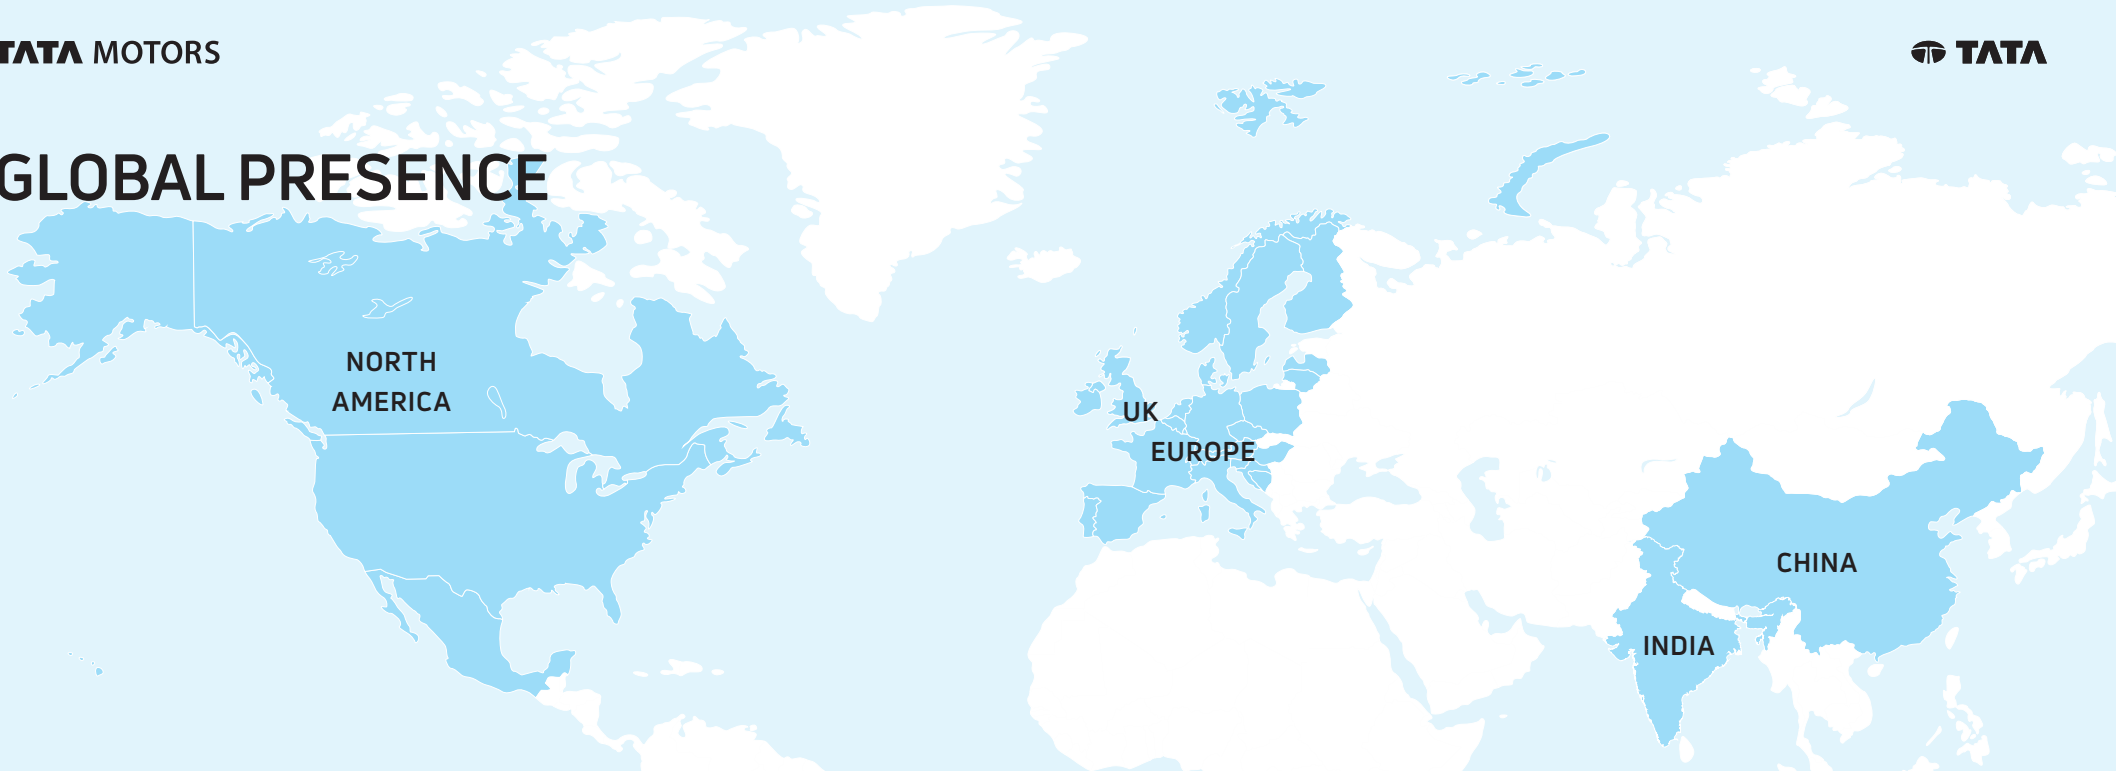 TATA MOTORS
TATA
GLOBAL PRESENCE
NORTH
AMERICA
UK
EUROPE
CHINA
INDIA